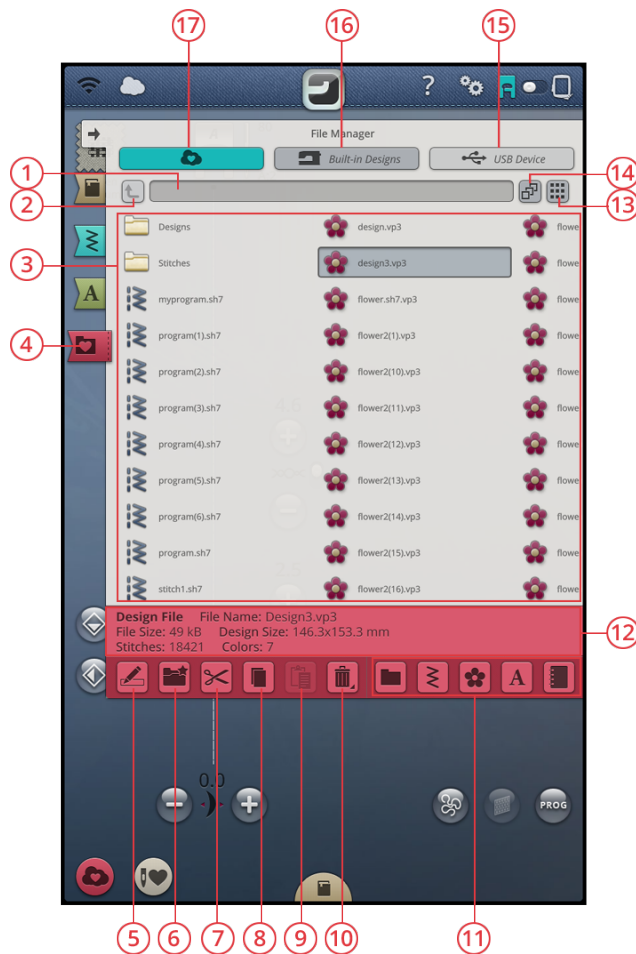 17
16
15
?
File Manager
Built-in Designs
USB Device
1
14
2
13
Designs
design.vp3
flowe
3
Stitches
design3.vp3
flowe
A
myprogram.sh7
flower.sh7.vp3
flowe
4
program(1).sh7
flower2(1).vp3
flowe
program(2).sh7
flower2(10).vp3
flowe
program(3).sh7
flower2(11).vp3
flowe
program(4).sh7
flower2(12).vp3
flowe
program(5).sh7
flower2(13).vp3
flowe
program(6).sh7
flower2(14).vp3
flowe
program.sh7
flower2(15).vp3
flowe
stitch1.sh7
flower2(16).vp3
flowe
Design File File Name: Design3.vp3
File Size: 49 kB Design Size: 146.3x153.3 mm
Stitches: 18421 Colors: 7
12
A
0.0
PROG
5
6
7
8
9
10
11